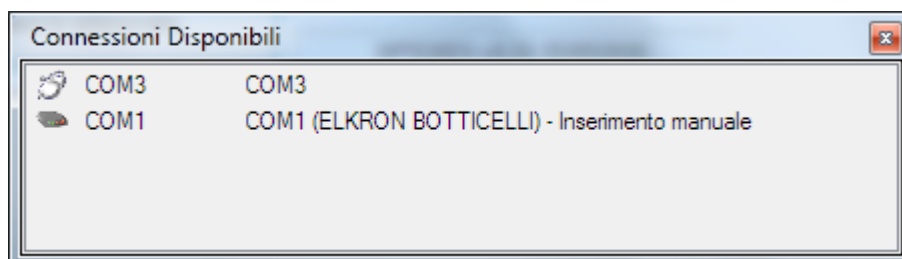 Connessioni Disponibili
COM3 COM3
COM1 COM1 (ELKRON BOTTICELLI) - Inserimento manuale